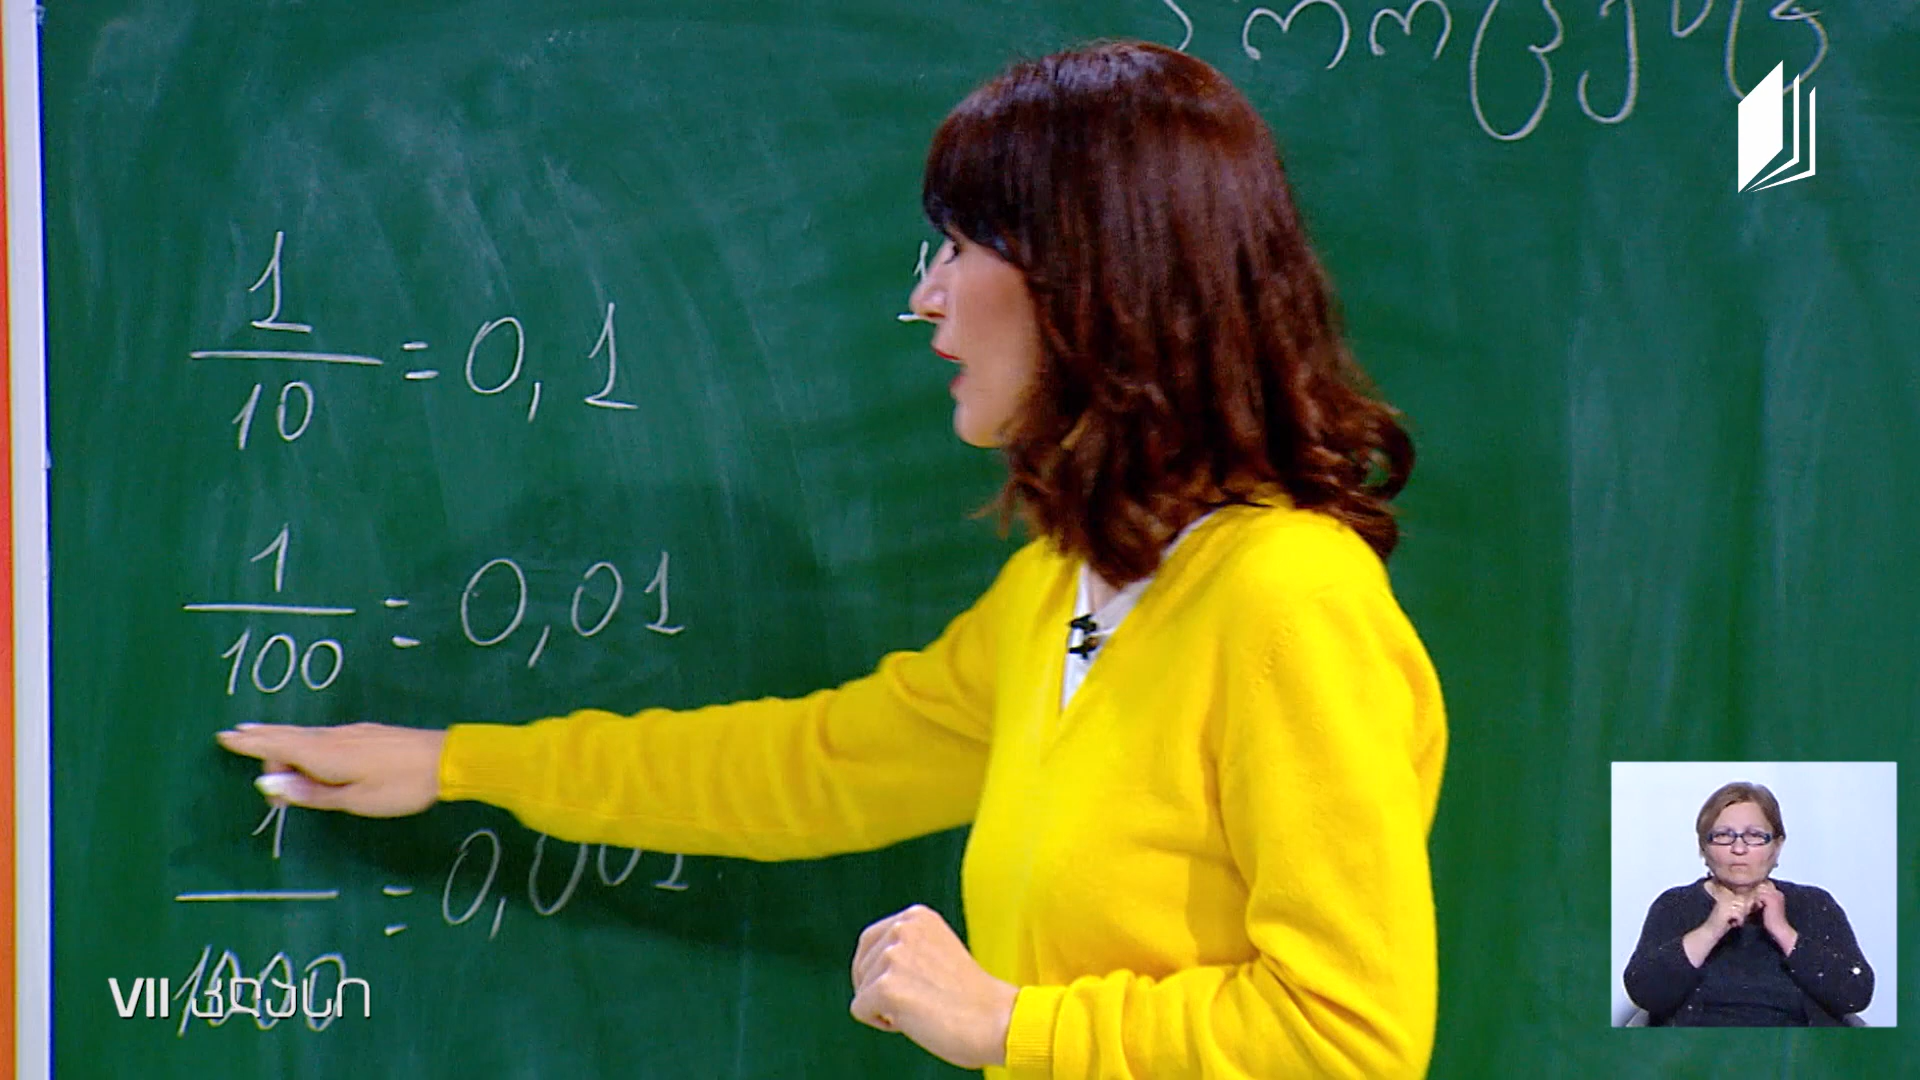 1/10 = 0,1
1/100 = 0,01
1/1000 = 0,001
VII კლასი